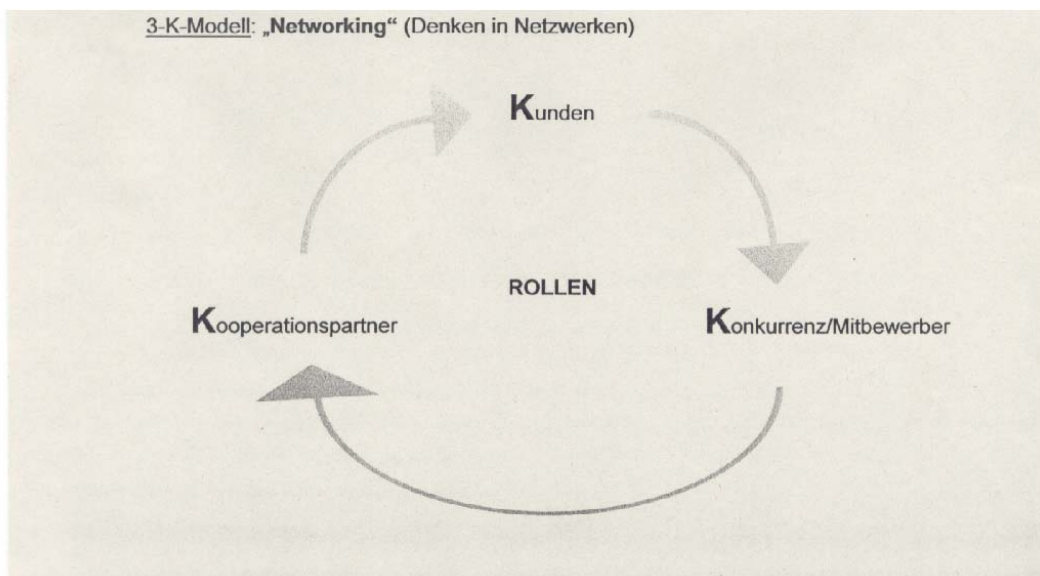 3-K-Modell: „Networking“ (Denken in Netzwerken)
Kunden
ROLLEN
Kooperationspartner
Konkurrenz/Mitbewerber